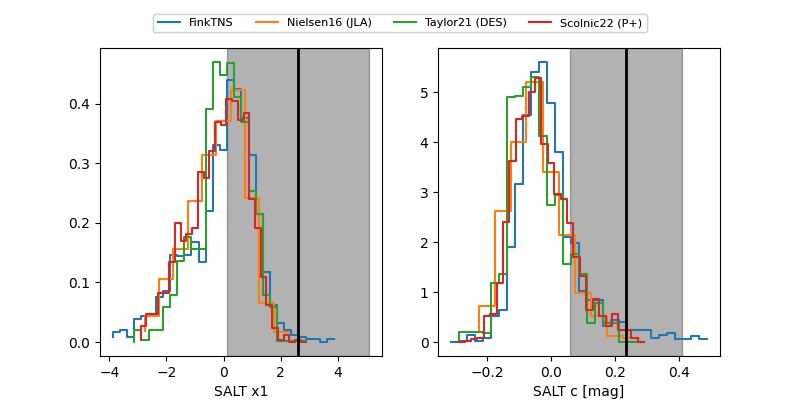 FinkTNS Nielsen16 (JLA) Taylor21 (DES) Scolnic22 (P+)
0.4
0.3
0.2
0.1
0.0
−4 −2 0 2 4
SALT x1
5
4
3
2
1
0
−0.2 0.0 0.2 0.4
SALT c [mag]